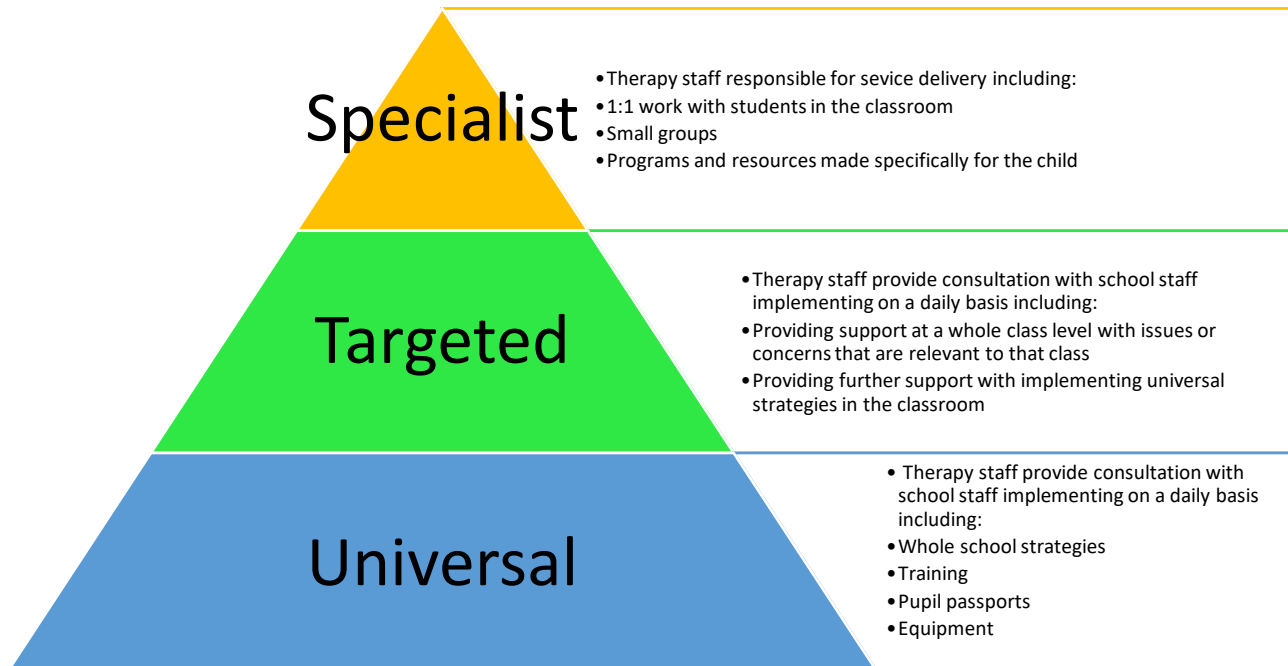 Specialist
•Therapy staff responsible for sevice delivery including:
•1:1 work with students in the classroom
•Small groups
•Programs and resources made specifically for the child
Targeted
•Therapy staff provide consultation with school staff
implementing on a daily basis including:
•Providing support at a whole class level with issues or
concerns that are relevant to that class
•Providing further support with implementing universal
strategies in the classroom
Universal
• Therapy staff provide consultation with
school staff implementing on a daily basis
including:
•Whole school strategies
•Training
•Pupil passports
•Equipment